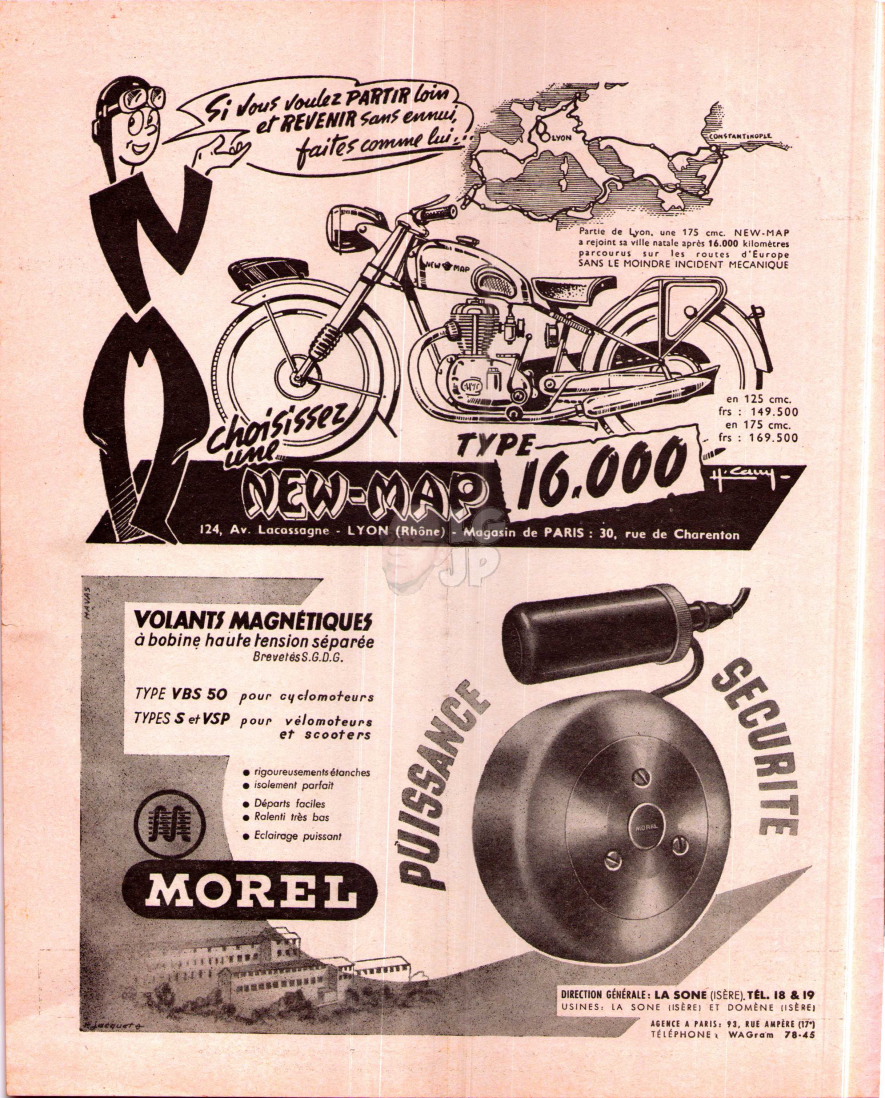 Si vous voulez PARTIR loin
et REVENIR sans ennui,
faites comme lui...
LYON
CONSTANTINOPLE
Partie de Lyon, une 175 cmc. NEW-MAP
a rejoint sa ville natale après 16.000 kilomètres
parcourus sur les routes d'Europe
SANS LE MOINDRE INCIDENT MECANIQUE
NEW MAP
en 125 cmc.
frs : 149.500
en 175 cmc.
frs : 169.500
choisissez
une
TYPE
16.000
NEW-MAP
124, Av. Lacassagne - LYON (Rhône) - Magasin de PARIS : 30, rue de Charenton
JP
HAVAS
VOLANTS MAGNÉTIQUES
à bobine haute tension séparée
Brevetés S.G.D.G.
TYPE VBS 50 pour cyclomoteurs
TYPES S et VSP pour vélomoteurs
et scooters
• rigoureusement étanches
• isolement parfait
• Départs faciles
• Ralenti très bas
• Eclairage puissant
PUISSANCE
SECURITE
M
MOREL
MOREL
DIRECTION GÉNÉRALE: LA SONE (ISÈRE). TÉL. 18 & 19
USINES: LA SONE (ISÈRE) ET DOMÈNE (ISÈRE)
AGENCE A PARIS: 93, RUE AMPÈRE (17e)
TÉLÉPHONE: WAGram 78-45